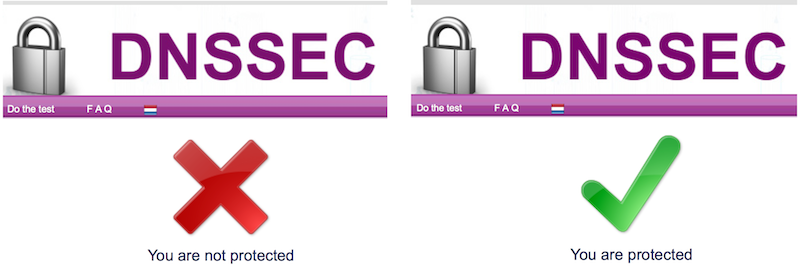 DNSSEC
Do the test F A Q
You are not protected
DNSSEC
Do the test F A Q
You are protected